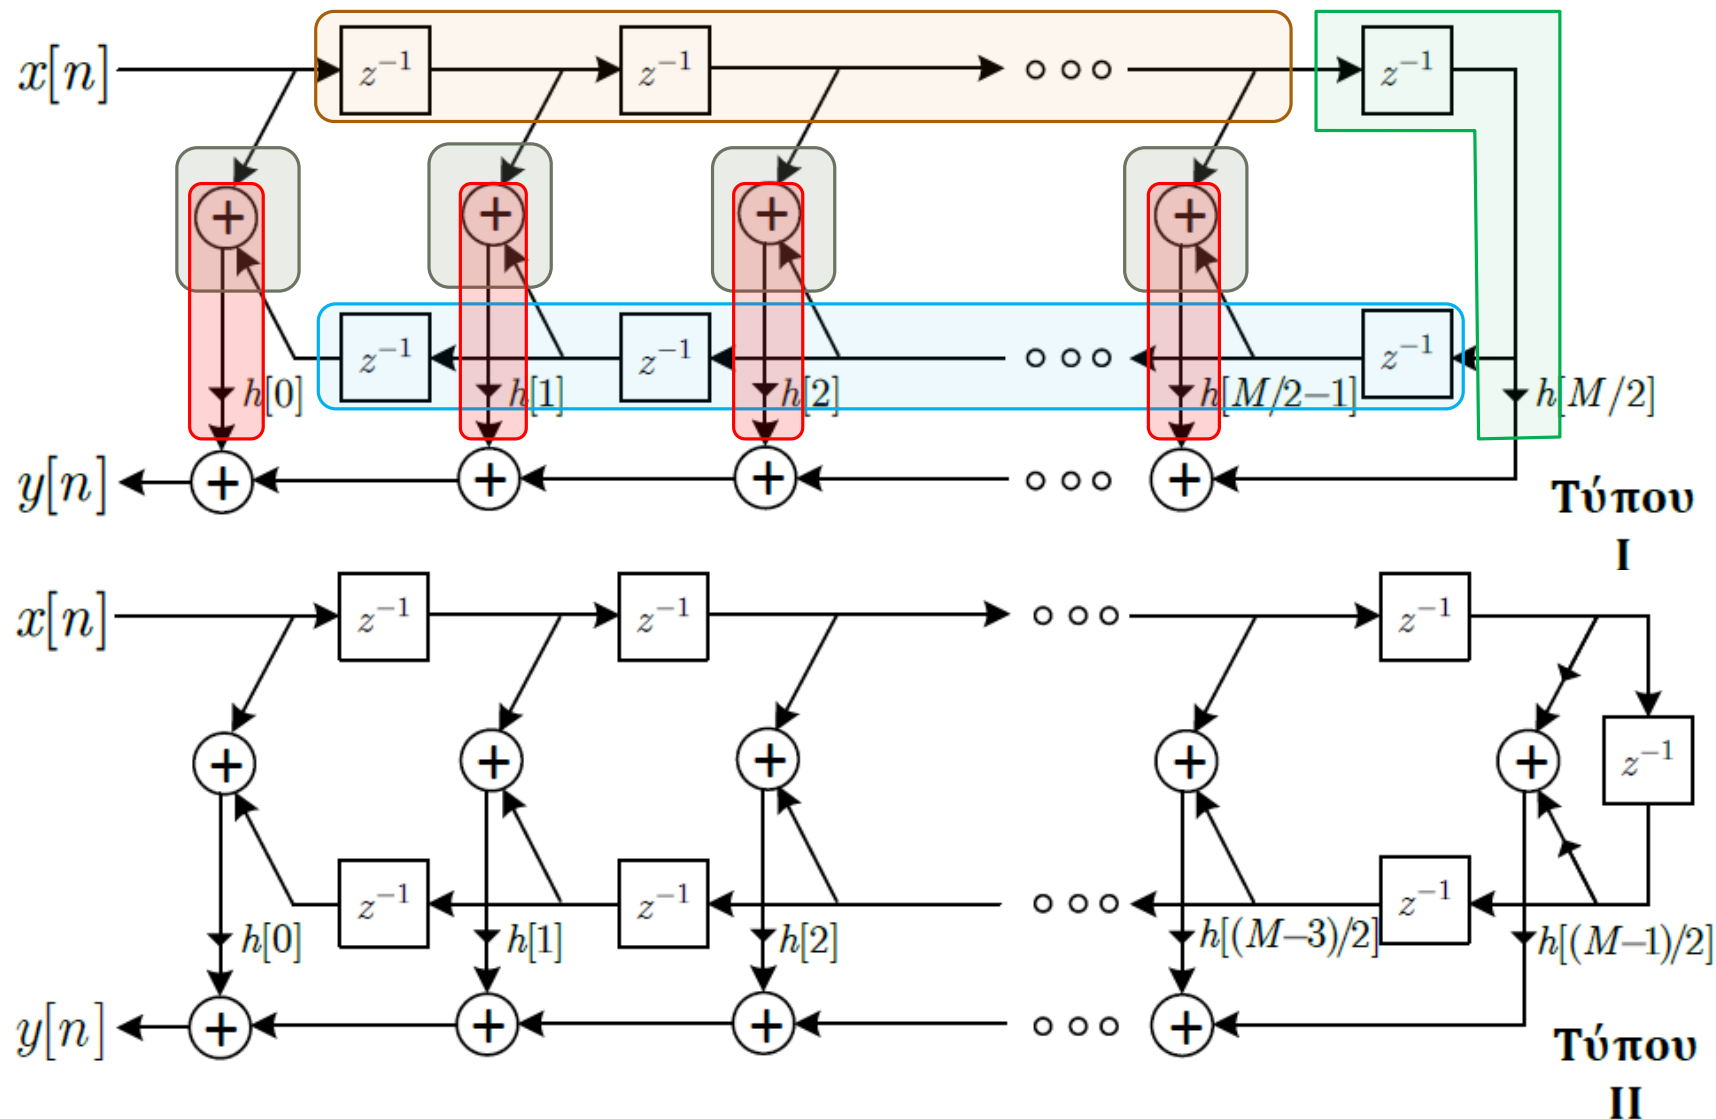 x[n]
z⁻¹ z⁻¹ z⁻¹
+ + + +
z⁻¹ z⁻¹ z⁻¹
h[0] h[1] h[2] h[M/2−1] h[M/2]
y[n] + + + +
Τύπου
I
x[n]
z⁻¹ z⁻¹ z⁻¹
+ + + + + z⁻¹
z⁻¹ z⁻¹ z⁻¹
h[0] h[1] h[2] h[(M−3)/2] h[(M−1)/2]
y[n] + + + +
Τύπου
II